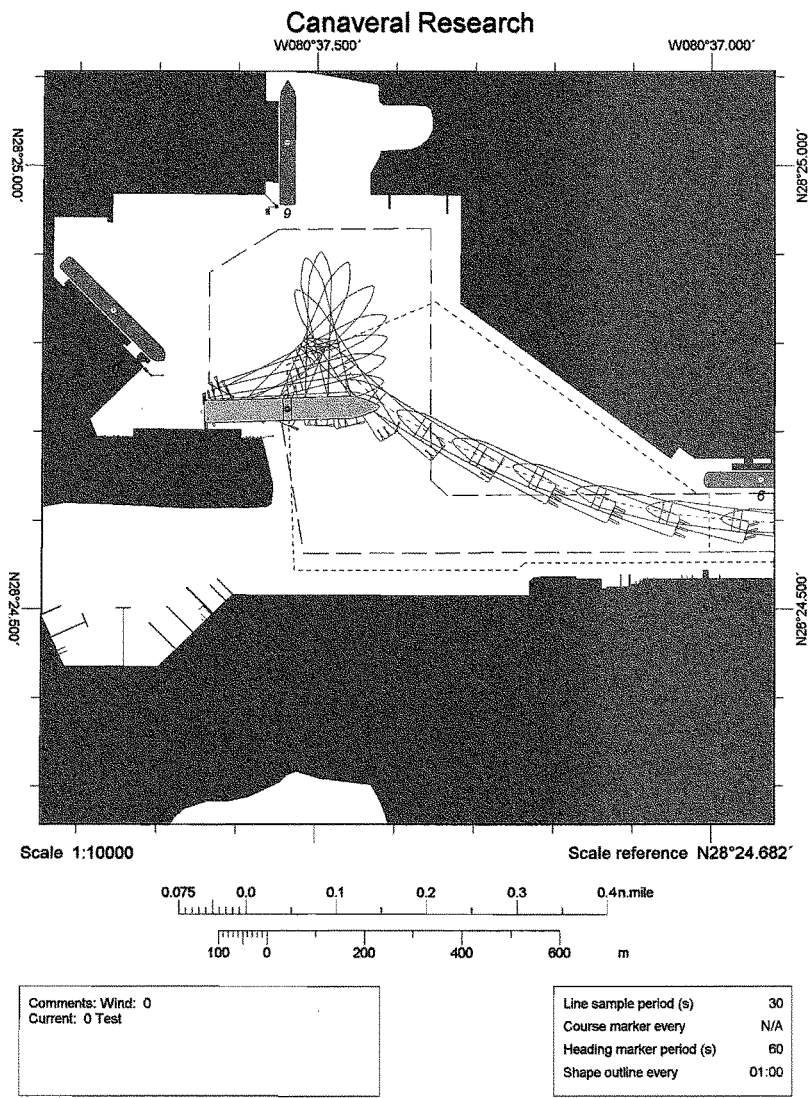 Canaveral Research
W080°37.500´ W080°37.000´
N28°25.000´ N28°25.000´
9
6
N28°24.500´ N28°24.500´
Scale 1:10000 Scale reference N28°24.682´
0.075 0.0 0.1 0.2 0.3 0.4n.mile
100 0 200 400 600 m
Comments: Wind: 0
Current: 0 Test
Line sample period (s) 30
Course marker every N/A
Heading marker period (s) 60
Shape outline every 01:00